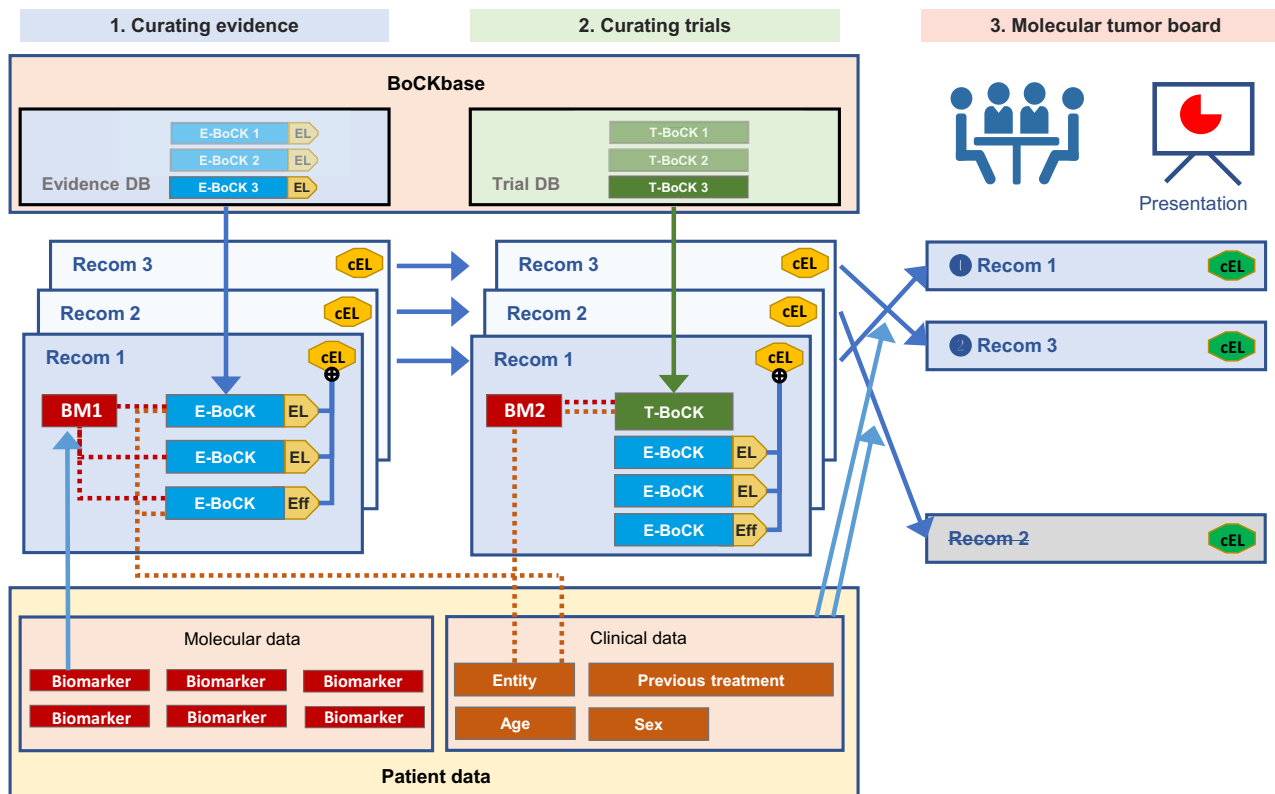 1. Curating evidence
2. Curating trials
3. Molecular tumor board
BoCKbase
E-BoCK 1 EL
E-BoCK 2 EL
Evidence DB
E-BoCK 3 EL
T-BoCK 1
T-BoCK 2
Trial DB
T-BoCK 3
Presentation
Recom 3 cEL
Recom 2 cEL
Recom 1 cEL
BM1
E-BoCK EL
E-BoCK EL
E-BoCK Eff
Recom 3 cEL
Recom 2 cEL
Recom 1 cEL
BM2
T-BoCK
E-BoCK EL
E-BoCK EL
E-BoCK Eff
❶ Recom 1 cEL
❷ Recom 3 cEL
Recom 2 cEL
Molecular data
Biomarker Biomarker Biomarker
Biomarker Biomarker Biomarker
Clinical data
Entity Previous treatment
Age Sex
Patient data